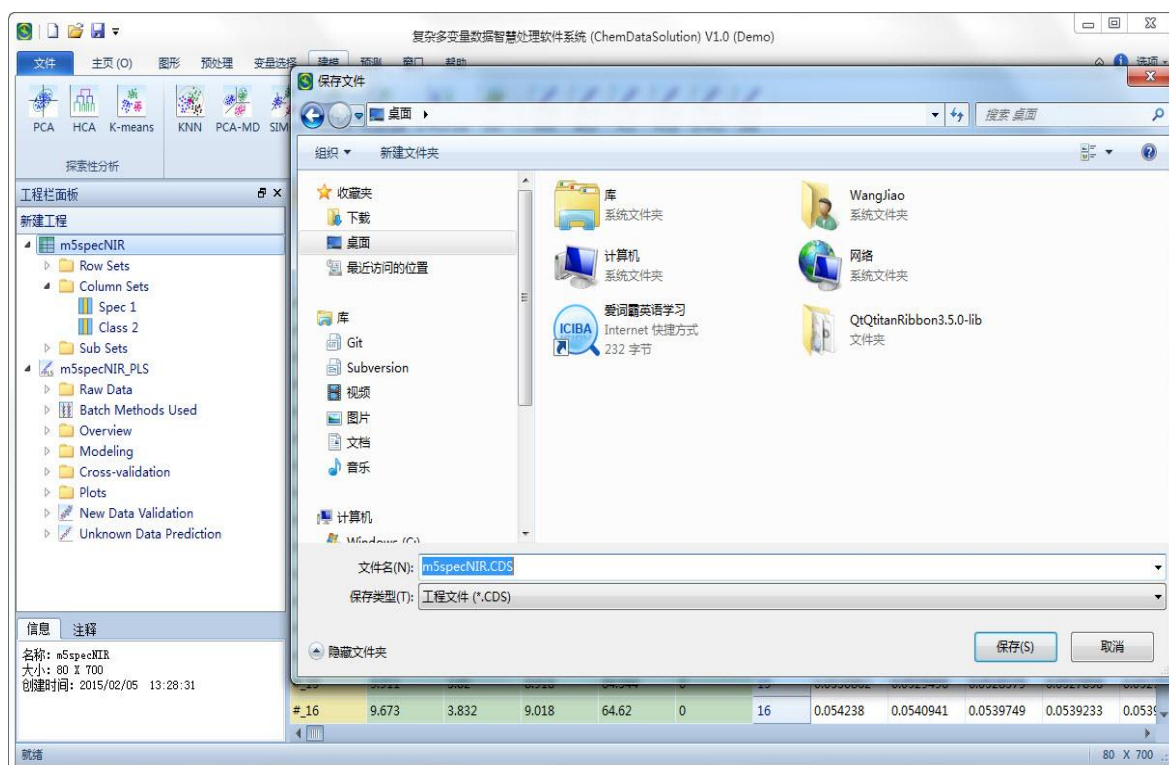 复杂多变量数据智慧处理软件系统 (ChemDataSolution) V1.0 (Demo)
文件 主页 (O) 图形 预处理 变量选择 建模 预测 窗口 帮助 选项
PCA HCA K-means KNN PCA-MD SIM
探索性分析
工程栏面板
新建工程
m5specNIR
Row Sets
Column Sets
Spec 1
Class 2
Sub Sets
m5specNIR_PLS
Raw Data
Batch Methods Used
Overview
Modeling
Cross-validation
Plots
New Data Validation
Unknown Data Prediction
信息 注释
名称: m5specNIR
大小: 80 X 700
创建时间: 2015/02/05 13:28:31
保存文件
桌面
搜索 桌面
组织 新建文件夹
收藏夹
下载
桌面
最近访问的位置
库
Git
Subversion
视频
图片
文档
音乐
计算机
Windows (C:)
库
系统文件夹
WangJiao
系统文件夹
计算机
系统文件夹
网络
系统文件夹
ICIBA
爱词霸英语学习
Internet 快捷方式
232 字节
QtQtitanRibbon3.5.0-lib
文件夹
文件名(N): m5specNIR.CDS
保存类型(T): 工程文件 (*.CDS)
隐藏文件夹
保存(S) 取消
#_16 9.673 3.832 9.018 64.62 0 16 0.054238 0.0540941 0.0539749 0.0539233
就绪
80 X 700